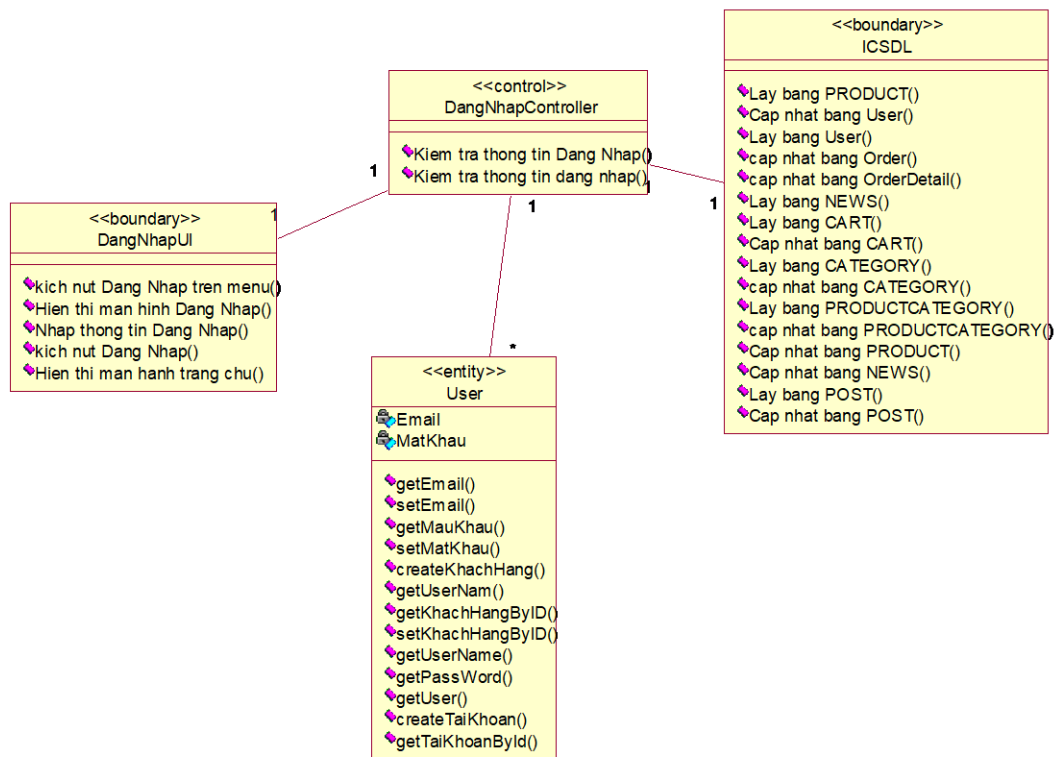 <<boundary>>
ICSDL
Lay bang PRODUCT()
Cap nhat bang User()
Lay bang User()
cap nhat bang Order()
cap nhat bang OrderDetail()
Lay bang NEWS()
Lay bang CART()
Cap nhat bang CART()
Lay bang CATEGORY()
cap nhat bang CATEGORY()
Lay bang PRODUCTCATEGORY()
cap nhat bang PRODUCTCATEGORY()
Cap nhat bang PRODUCT()
Cap nhat bang NEWS()
Lay bang POST()
Cap nhat bang POST()
<<control>>
DangNhapController
Kiem tra thong tin Dang Nhap()
Kiem tra thong tin dang nhap()
1
1
1
1
1
<<boundary>>
DangNhapUI
kich nut Dang Nhap tren menu()
Hien thi man hinh Dang Nhap()
Nhap thong tin Dang Nhap()
kich nut Dang Nhap()
Hien thi man hanh trang chu()
*
<<entity>>
User
Email
MatKhau
getEmail()
setEmail()
getMauKhau()
setMatKhau()
createKhachHang()
getUserNam()
getKhachHangByID()
setKhachHangByID()
getUserName()
getPassWord()
getUser()
createTaiKhoan()
getTaiKhoanById()